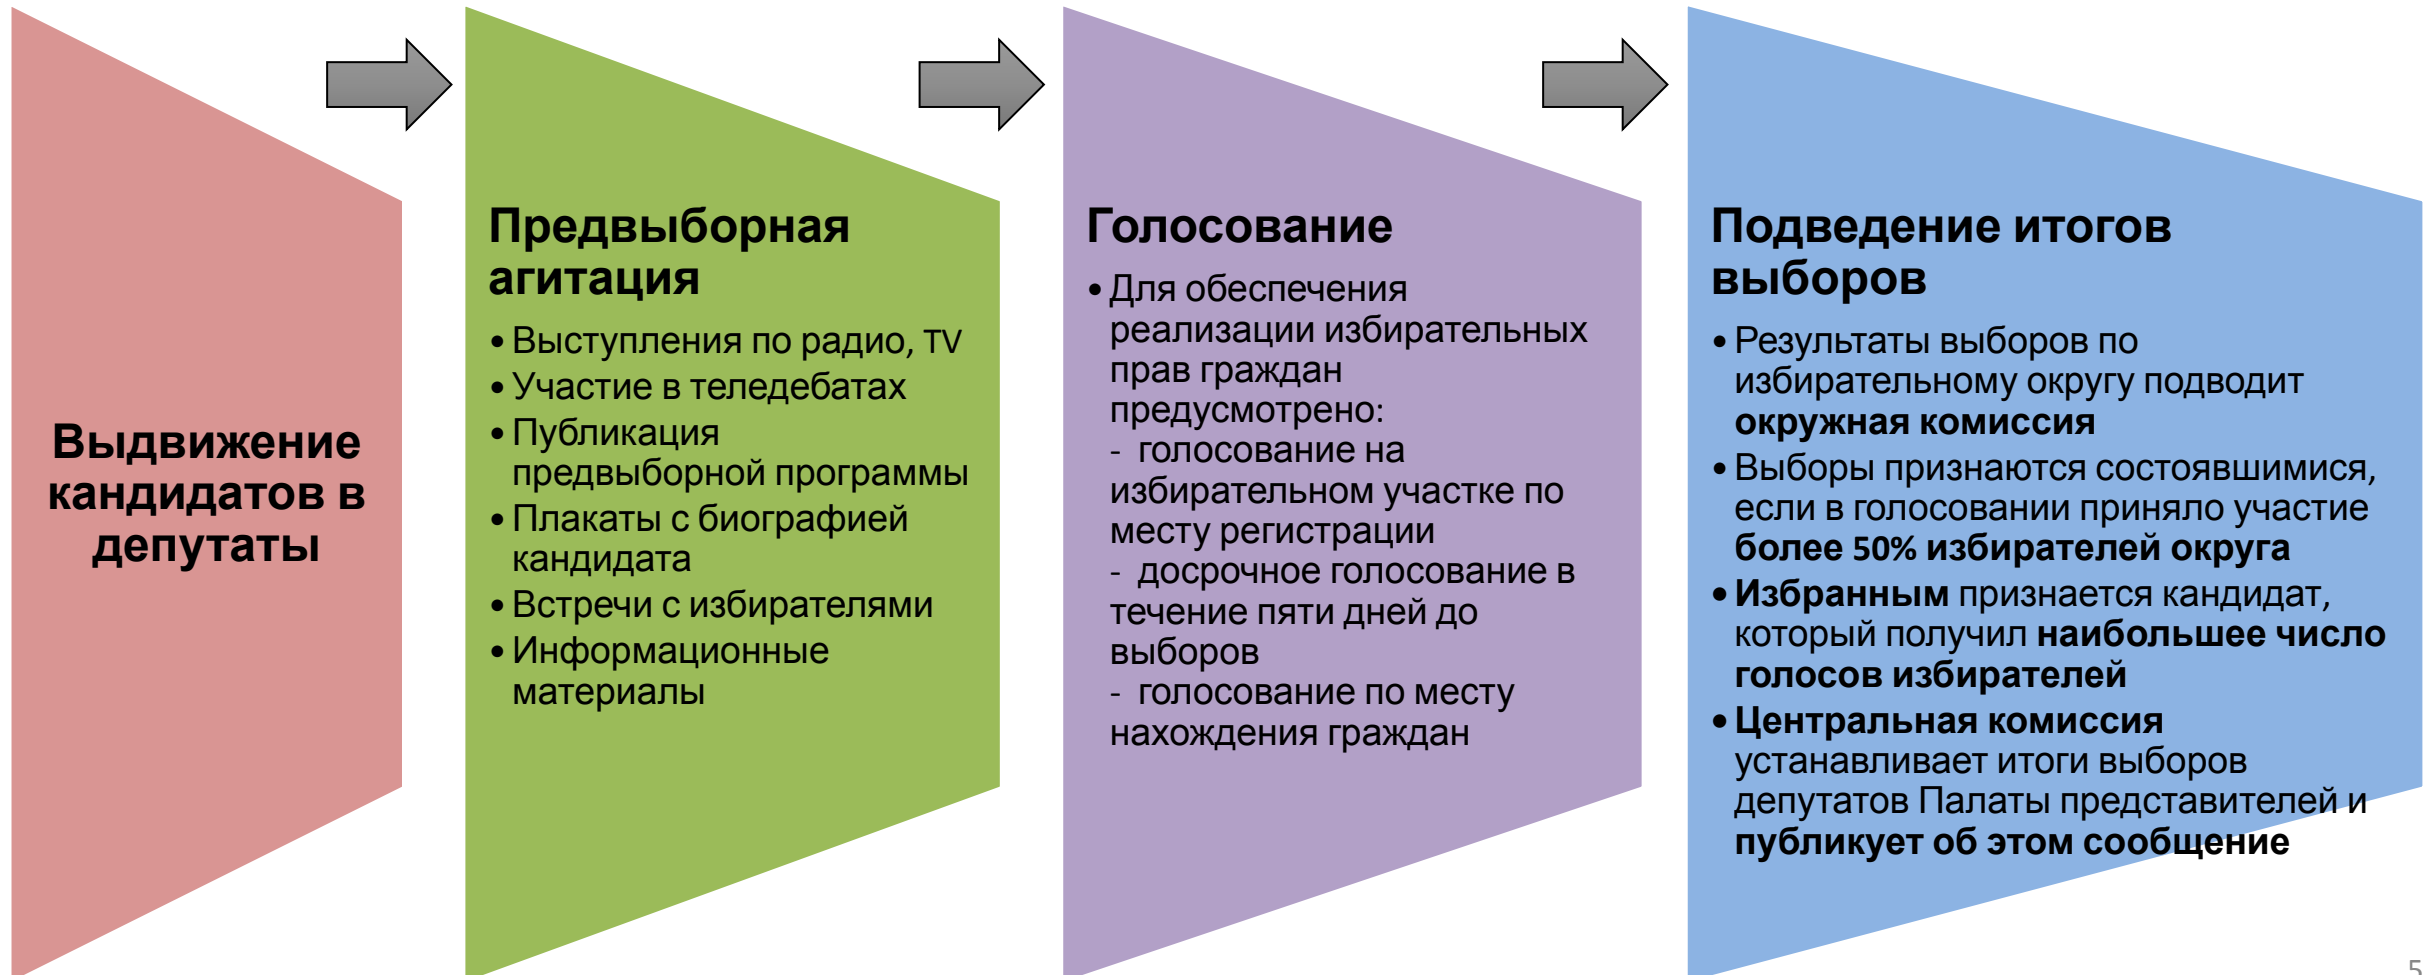 Выдвижение
кандидатов в
депутаты
Предвыборная
агитация
• Выступления по радио, TV
• Участие в теледебатах
• Публикация
предвыборной программы
• Плакаты с биографией
кандидата
• Встречи с избирателями
• Информационные
материалы
Голосование
• Для обеспечения
реализации избирательных
прав граждан
предусмотрено:
- голосование на
избирательном участке по
месту регистрации
- досрочное голосование в
течение пяти дней до
выборов
- голосование по месту
нахождения граждан
Подведение итогов
выборов
• Результаты выборов по
избирательному округу подводит
окружная комиссия
• Выборы признаются состоявшимися,
если в голосовании приняло участие
более 50% избирателей округа
• Избранным признается кандидат,
который получил наибольшее число
голосов избирателей
• Центральная комиссия
устанавливает итоги выборов
депутатов Палаты представителей и
публикует об этом сообщение
5